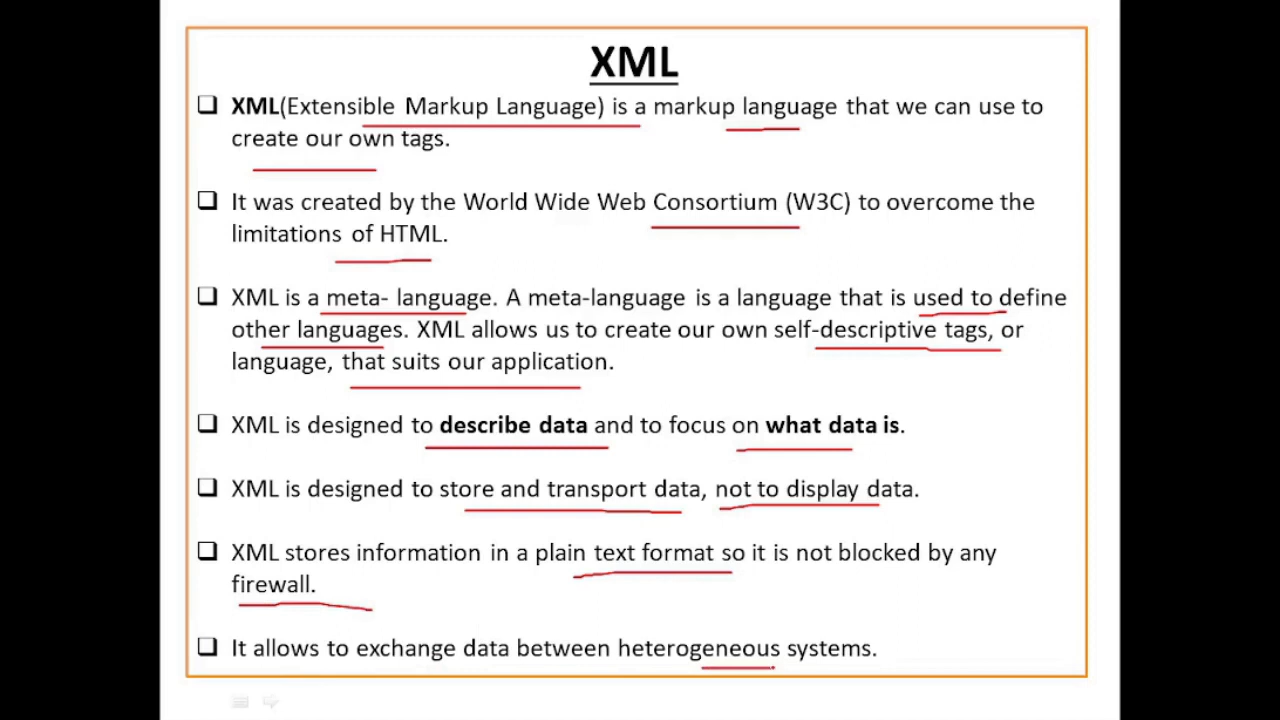 XML
XML(Extensible Markup Language) is a markup language that we can use to
create our own tags.
It was created by the World Wide Web Consortium (W3C) to overcome the
limitations of HTML.
XML is a meta- language. A meta-language is a language that is used to define
other languages. XML allows us to create our own self-descriptive tags, or
language, that suits our application.
XML is designed to describe data and to focus on what data is.
XML is designed to store and transport data, not to display data.
XML stores information in a plain text format so it is not blocked by any
firewall.
It allows to exchange data between heterogeneous systems.